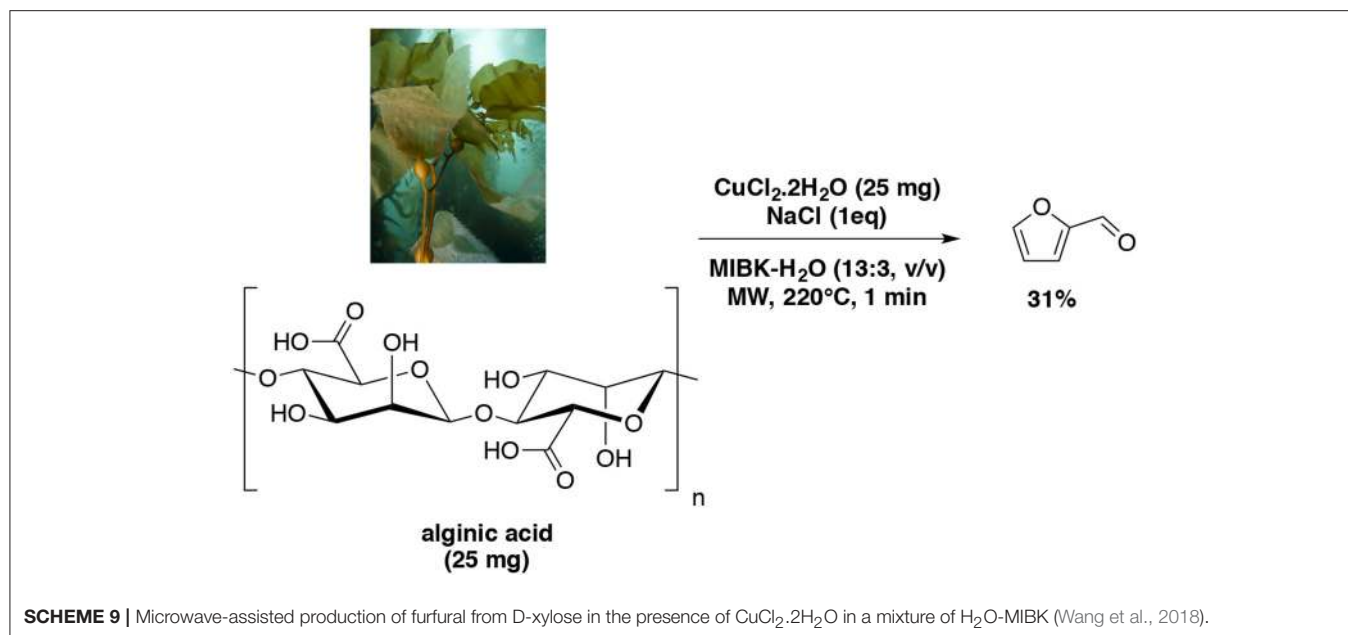 CuCl₂.2H₂O (25 mg)
NaCl (1eq)
MIBK-H₂O (13:3, v/v)
MW, 220°C, 1 min
O
O
31%
O
HO
OH
O
O
HO
O
HO
O
HO
O
OH
n
alginic acid
(25 mg)
SCHEME 9 | Microwave-assisted production of furfural from D-xylose in the presence of CuCl₂.2H₂O in a mixture of H₂O-MIBK (Wang et al., 2018).